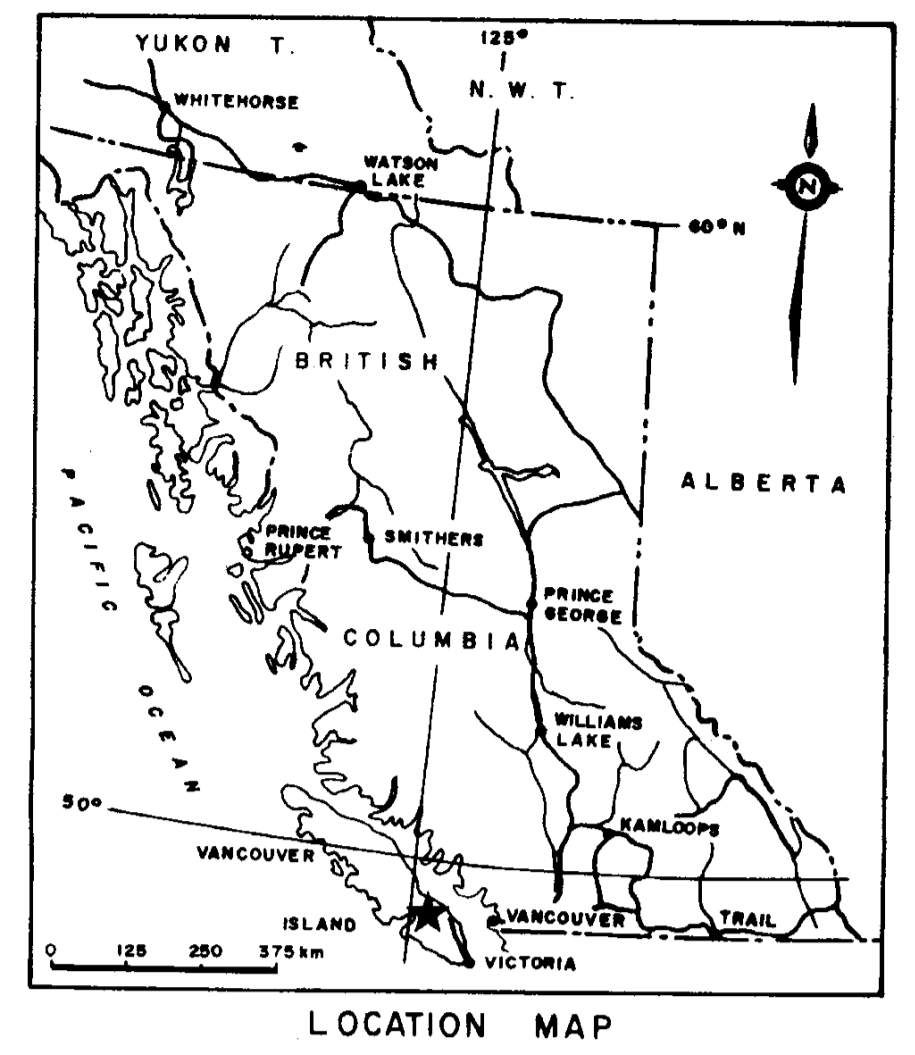 YUKON T.
125°
N. W. T.
WHITEHORSE
WATSON
LAKE
N
60° N
BRITISH
ALBERTA
PACIFIC
PRINCE
RUPERT
SMITHERS
PRINCE
GEORGE
COLUMBIA
OCEAN
WILLIAMS
LAKE
50°
KAMLOOPS
VANCOUVER
ISLAND
VANCOUVER
TRAIL
VICTORIA
0 125 250 375 km
LOCATION MAP